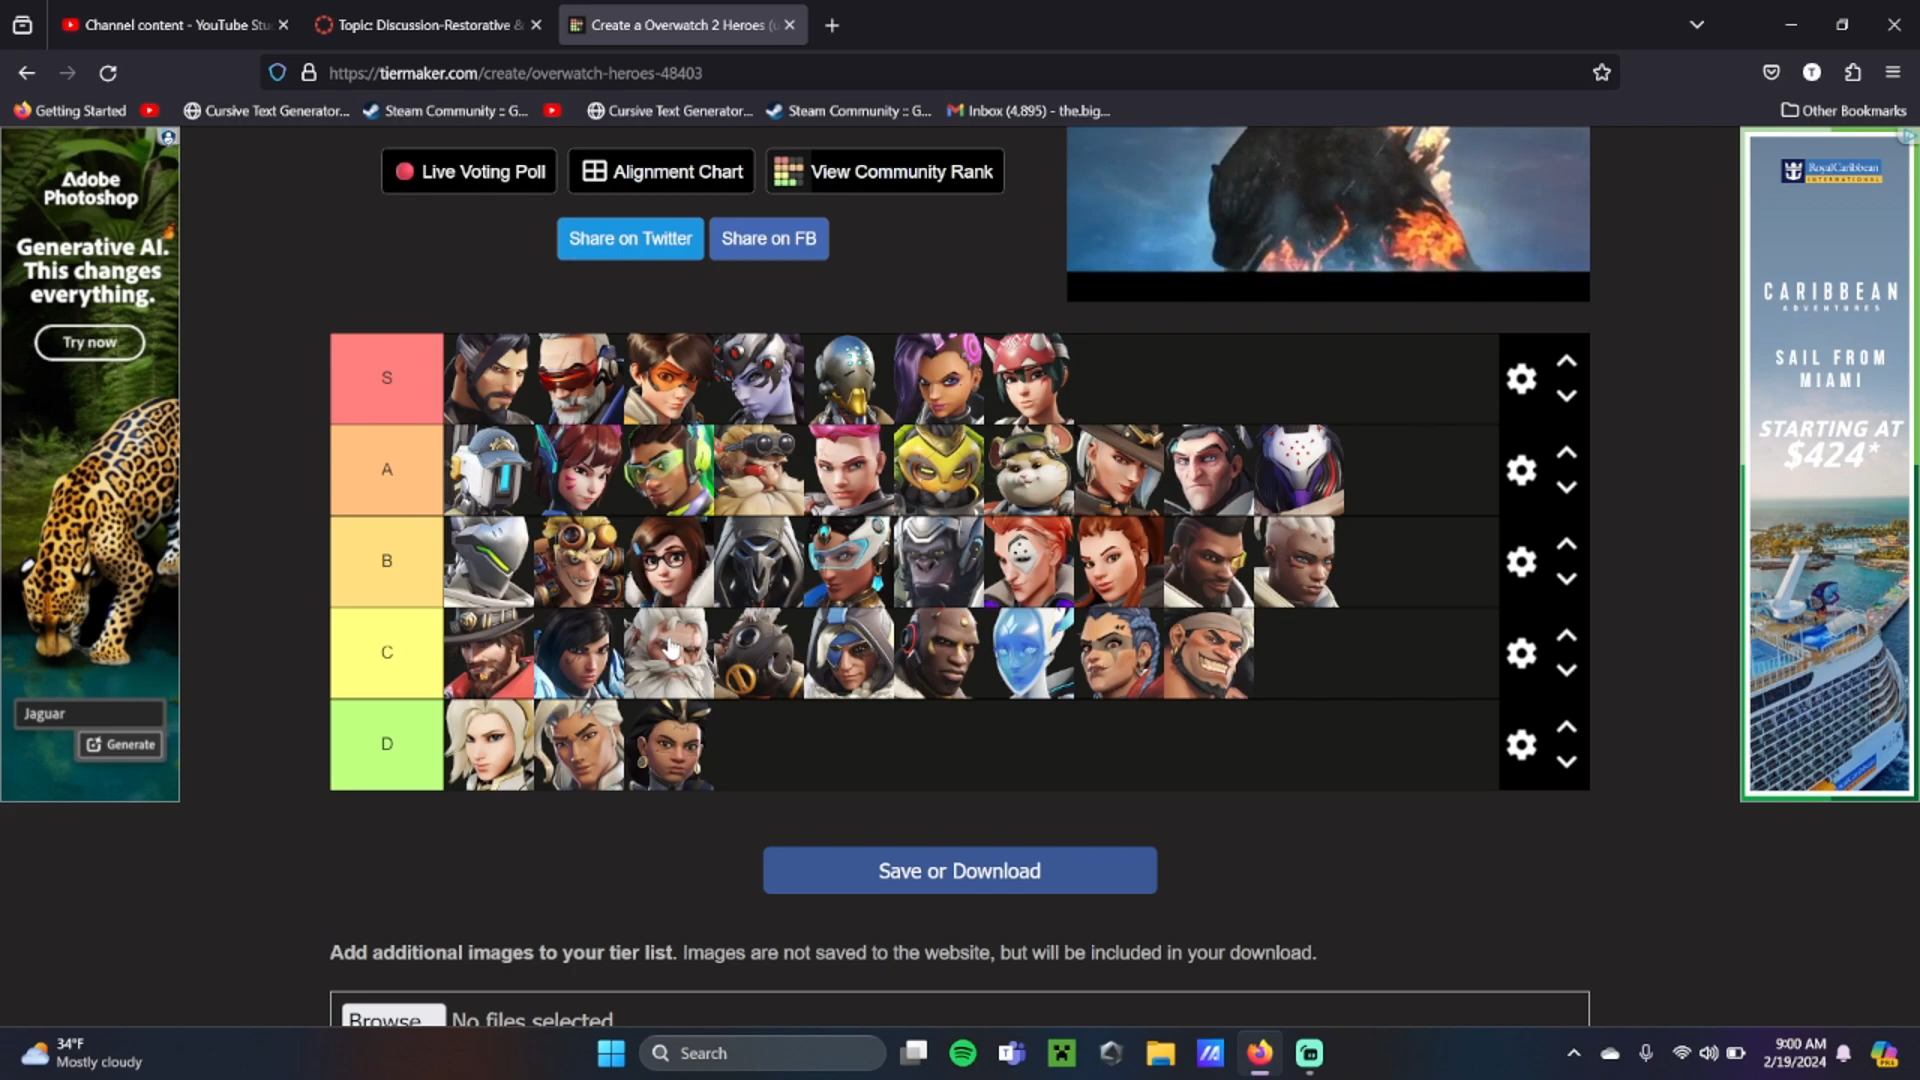 Channel content - YouTube Stu
Topic: Discussion-Restorative &
Create a Overwatch 2 Heroes (u
https://tiermaker.com/create/overwatch-heroes-48403
T
Getting Started
Cursive Text Generator...
Steam Community :: G...
Cursive Text Generator...
Steam Community :: G...
Inbox (4,895) - the.big...
Other Bookmarks
Adobe
Photoshop
Generative AI.
This changes
everything.
Try now
Jaguar
Generate
Live Voting Poll
Alignment Chart
View Community Rank
Share on Twitter
Share on FB
S
A
B
C
D
Save or Download
Add additional images to your tier list. Images are not saved to the website, but will be included in your download.
Browse...
No files selected.
RoyalCaribbean
INTERNATIONAL
CARIBBEAN
ADVENTURES
SAIL FROM
MIAMI
STARTING AT
$424*
34°F
Mostly cloudy
Search
9:00 AM
2/19/2024